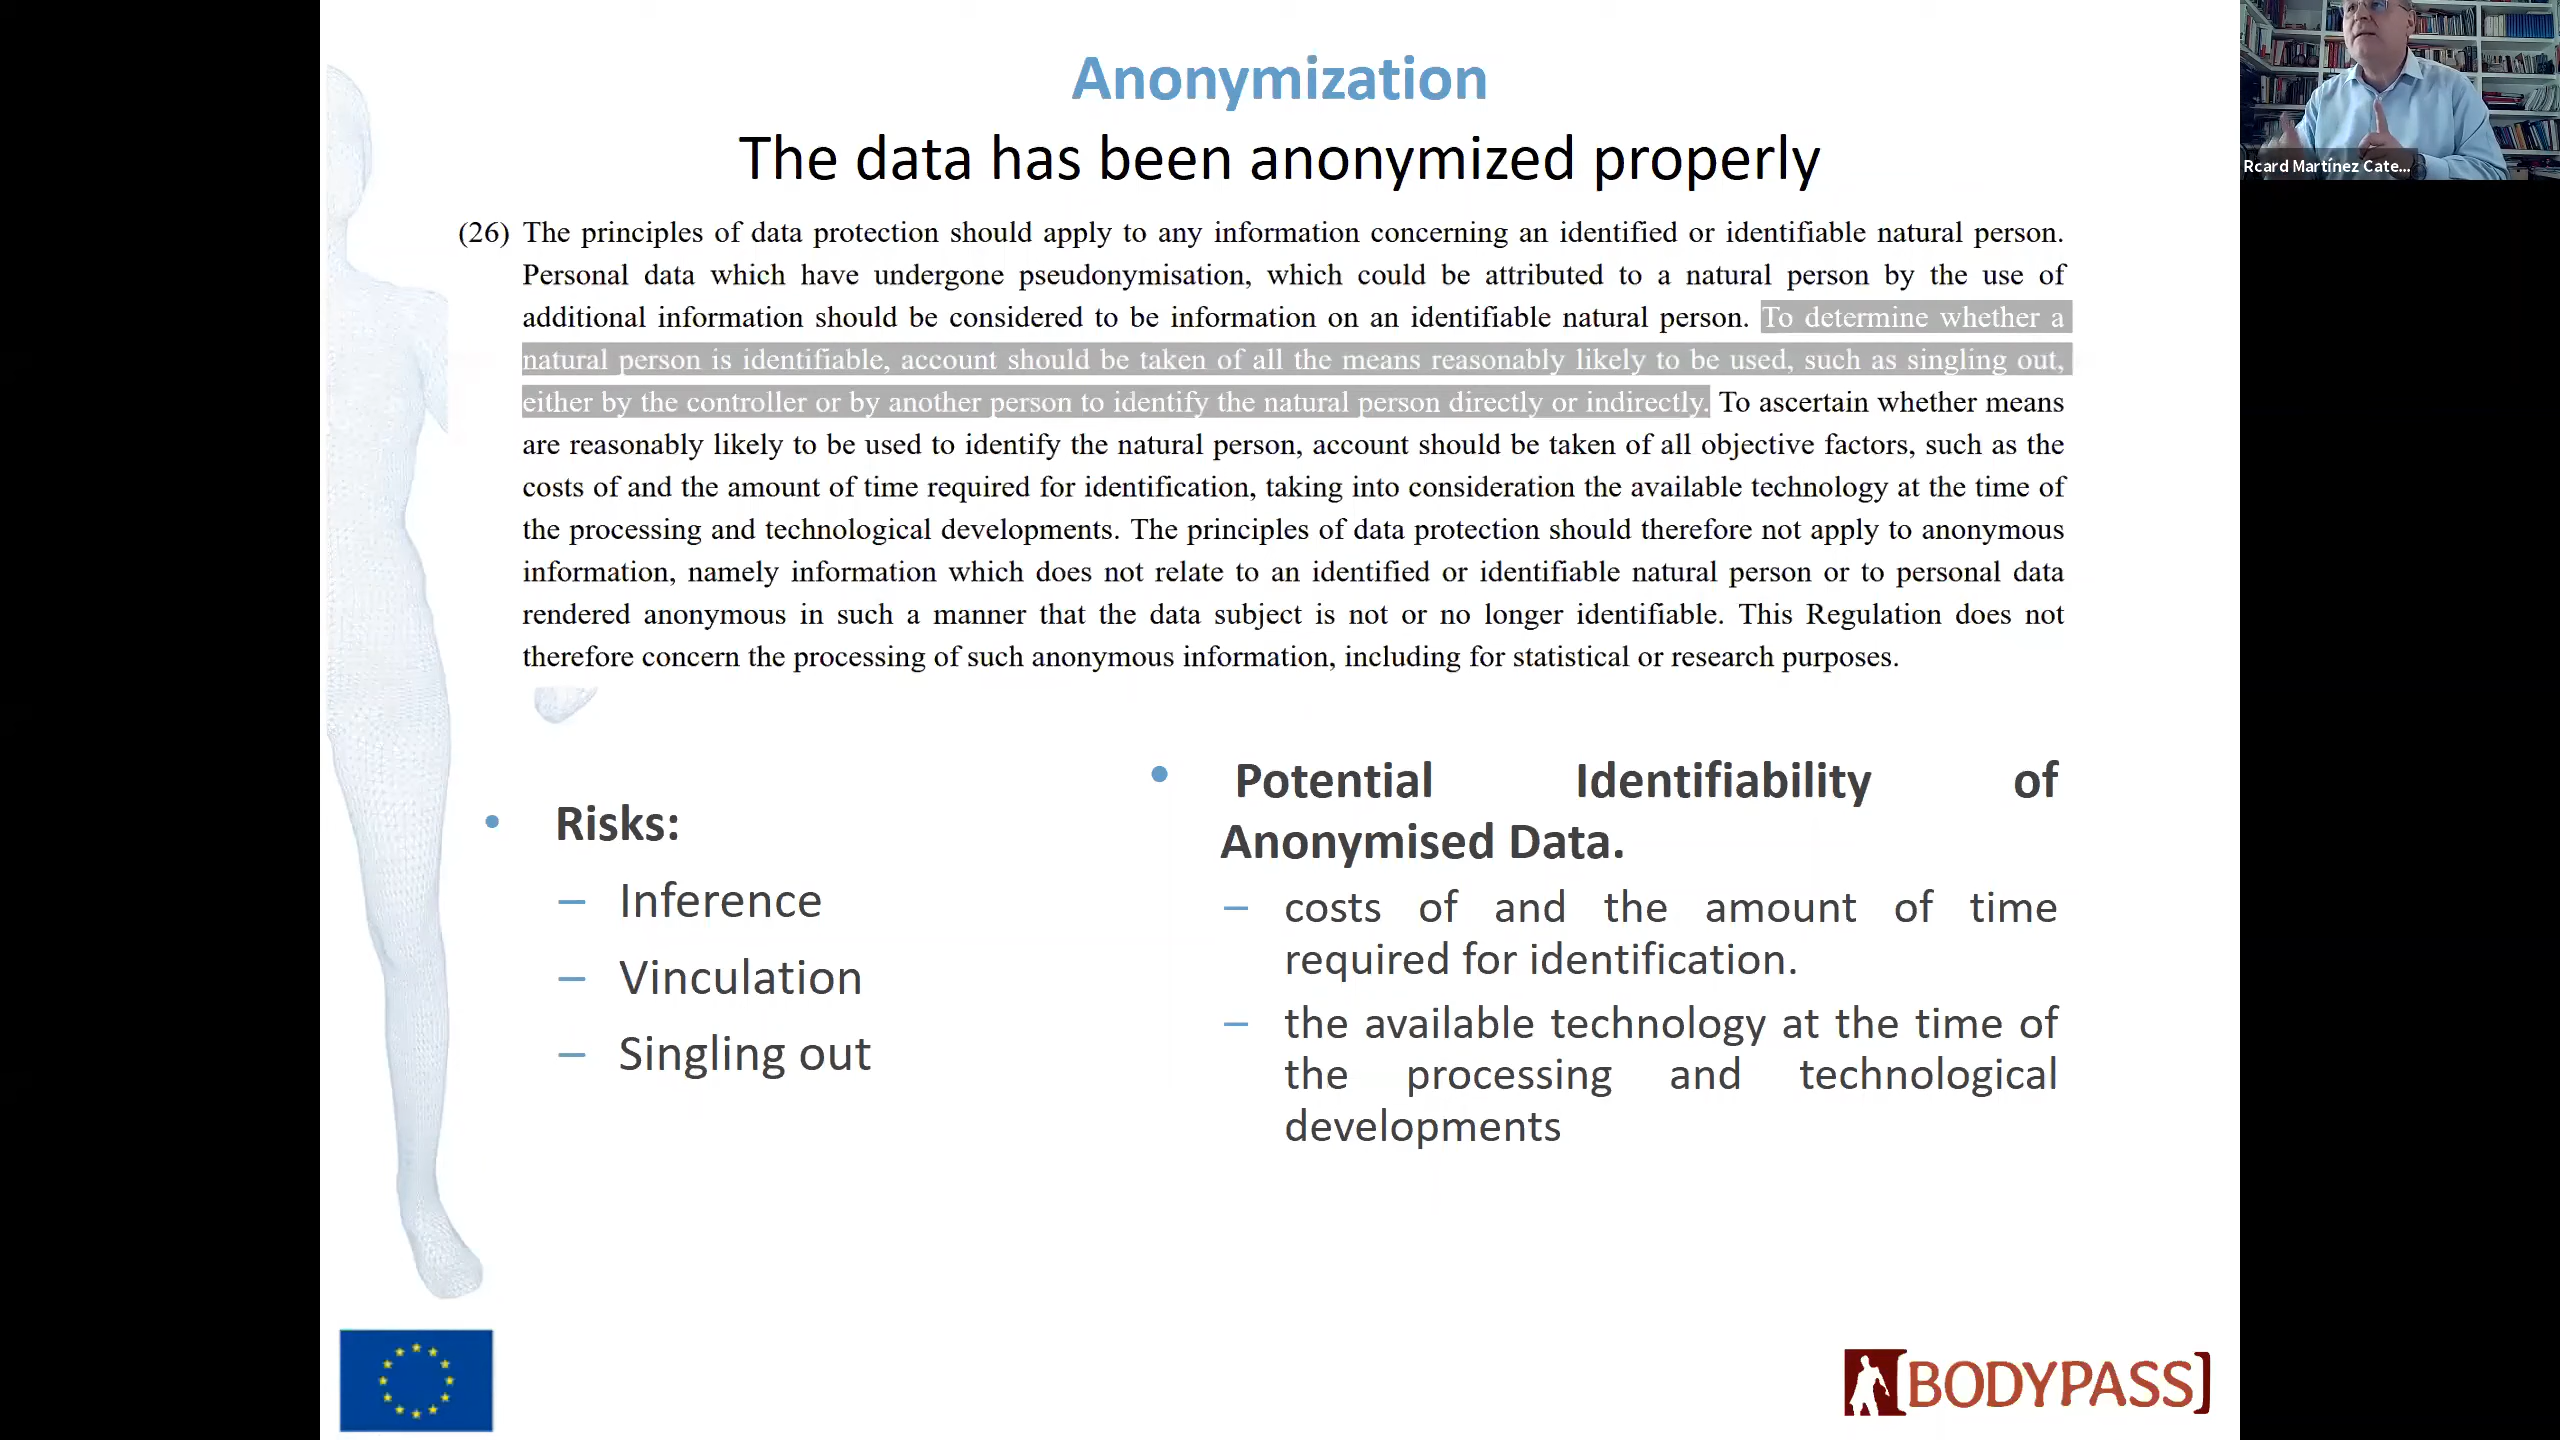 Anonymization
The data has been anonymized properly
(26) The principles of data protection should apply to any information concerning an identified or identifiable natural person.
Personal data which have undergone pseudonymisation, which could be attributed to a natural person by the use of
additional information should be considered to be information on an identifiable natural person. To determine whether a
natural person is identifiable, account should be taken of all the means reasonably likely to be used, such as singling out,
either by the controller or by another person to identify the natural person directly or indirectly. To ascertain whether means
are reasonably likely to be used to identify the natural person, account should be taken of all objective factors, such as the
costs of and the amount of time required for identification, taking into consideration the available technology at the time of
the processing and technological developments. The principles of data protection should therefore not apply to anonymous
information, namely information which does not relate to an identified or identifiable natural person or to personal data
rendered anonymous in such a manner that the data subject is not or no longer identifiable. This Regulation does not
therefore concern the processing of such anonymous information, including for statistical or research purposes.
• Risks:
– Inference
– Vinculation
– Singling out
• Potential Identifiability of
Anonymised Data.
– costs of and the amount of time
required for identification.
– the available technology at the time of
the processing and technological
developments
[BODYPASS]
Rcard Martínez Cate...